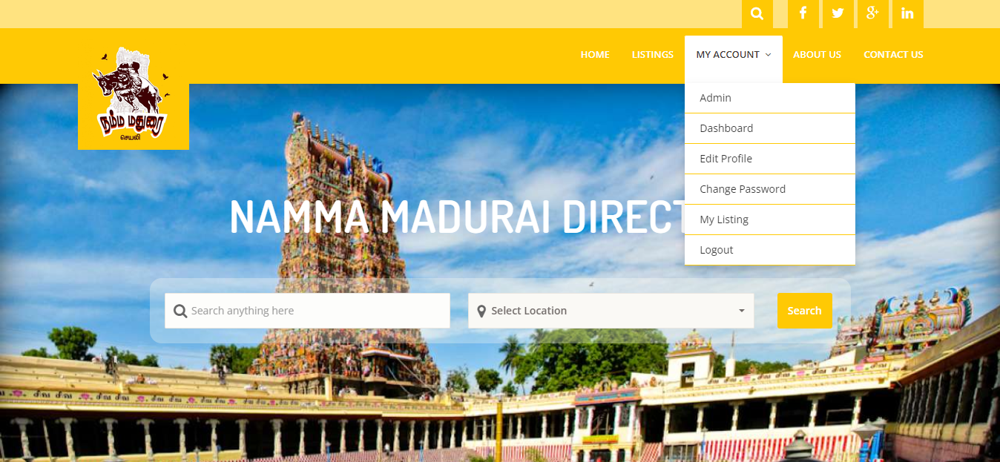 HOME LISTINGS MY ACCOUNT ABOUT US CONTACT US
நம்ம மதுரை
செயலி
Admin
Dashboard
Edit Profile
Change Password
My Listing
Logout
NAMMA MADURAI DIRECT
Search anything here
Select Location
Search